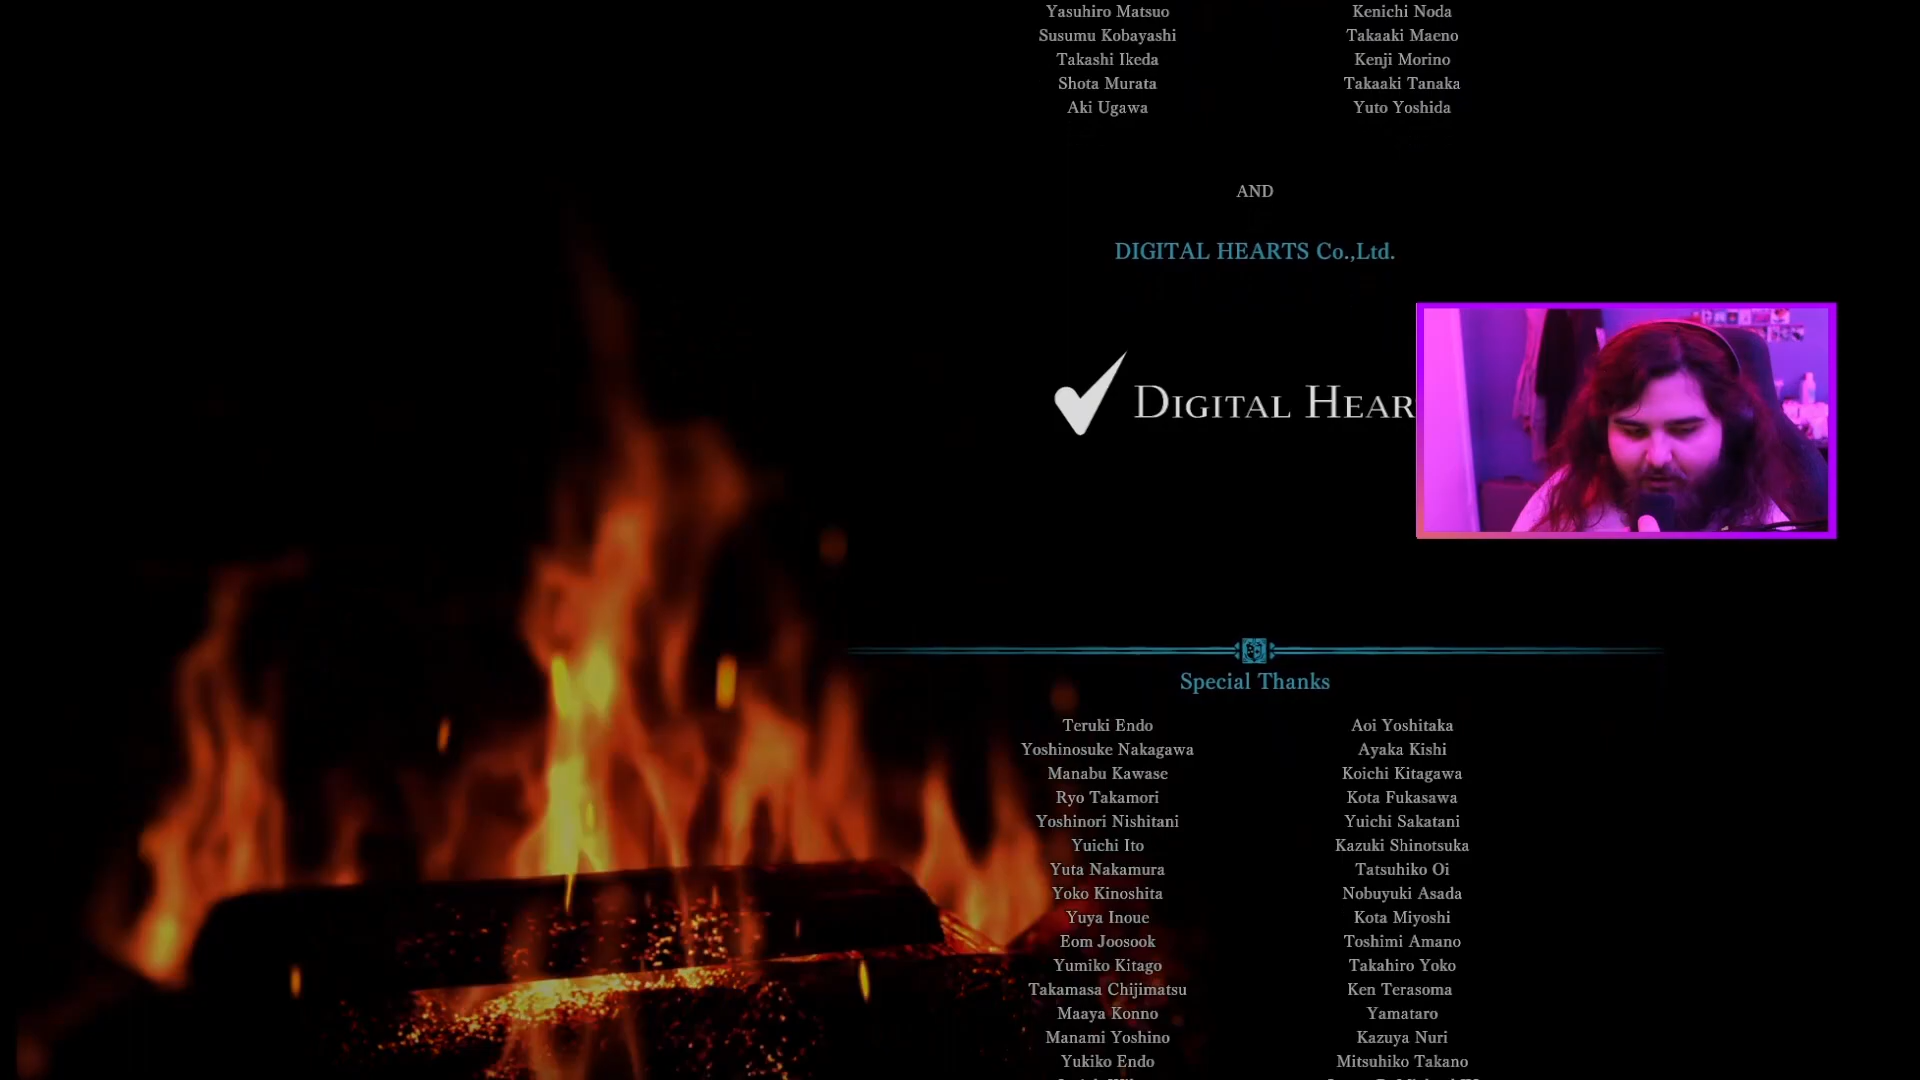 Yasuhiro Matsuo Kenichi Noda
Susumu Kobayashi Takaaki Maeno
Takashi Ikeda Kenji Morino
Shota Murata Takaaki Tanaka
Aki Ugawa Yuto Yoshida
AND
DIGITAL HEARTS Co.,Ltd.
DIGITAL HEAR
Special Thanks
Teruki Endo Aoi Yoshitaka
Yoshinosuke Nakagawa Ayaka Kishi
Manabu Kawase Koichi Kitagawa
Ryo Takamori Kota Fukasawa
Yoshinori Nishitani Yuichi Sakatani
Yuichi Ito Kazuki Shinotsuka
Yuta Nakamura Tatsuhiko Oi
Yoko Kinoshita Nobuyuki Asada
Yuya Inoue Kota Miyoshi
Eom Joosook Toshimi Amano
Yumiko Kitago Takahiro Yoko
Takamasa Chijimatsu Ken Terasoma
Maaya Konno Yamataro
Manami Yoshino Kazuya Nuri
Yukiko Endo Mitsuhiko Takano